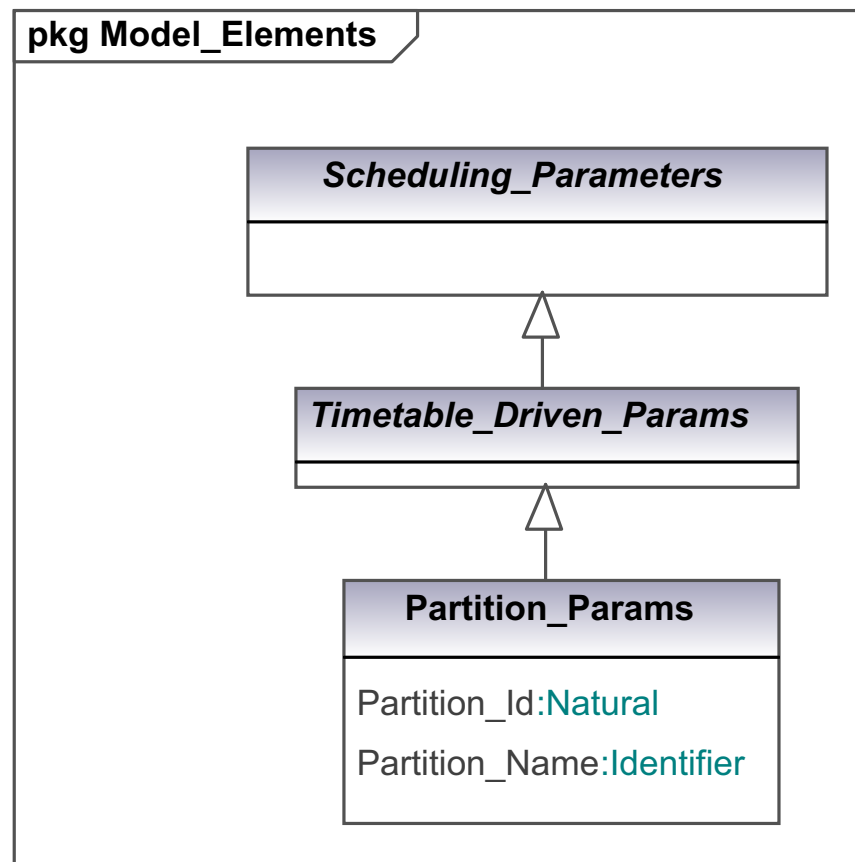 pkg Model_Elements
Scheduling_Parameters
Timetable_Driven_Params
Partition_Params
Partition_Id:Natural
Partition_Name:Identifier